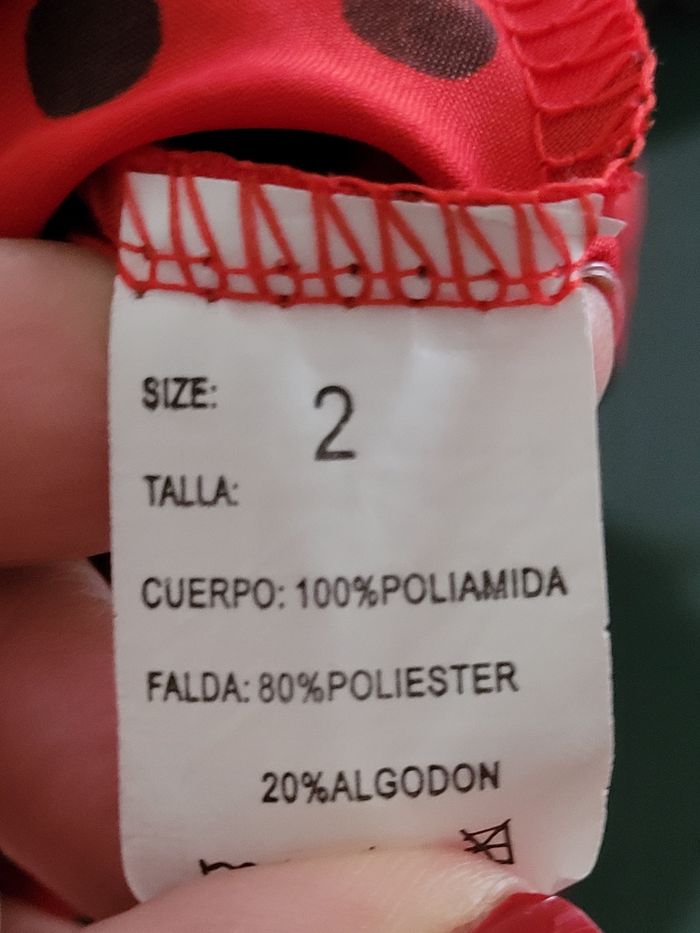 SIZE: 2
TALLA:
CUERPO: 100%POLIAMIDA
FALDA: 80%POLIESTER
20%ALGODON